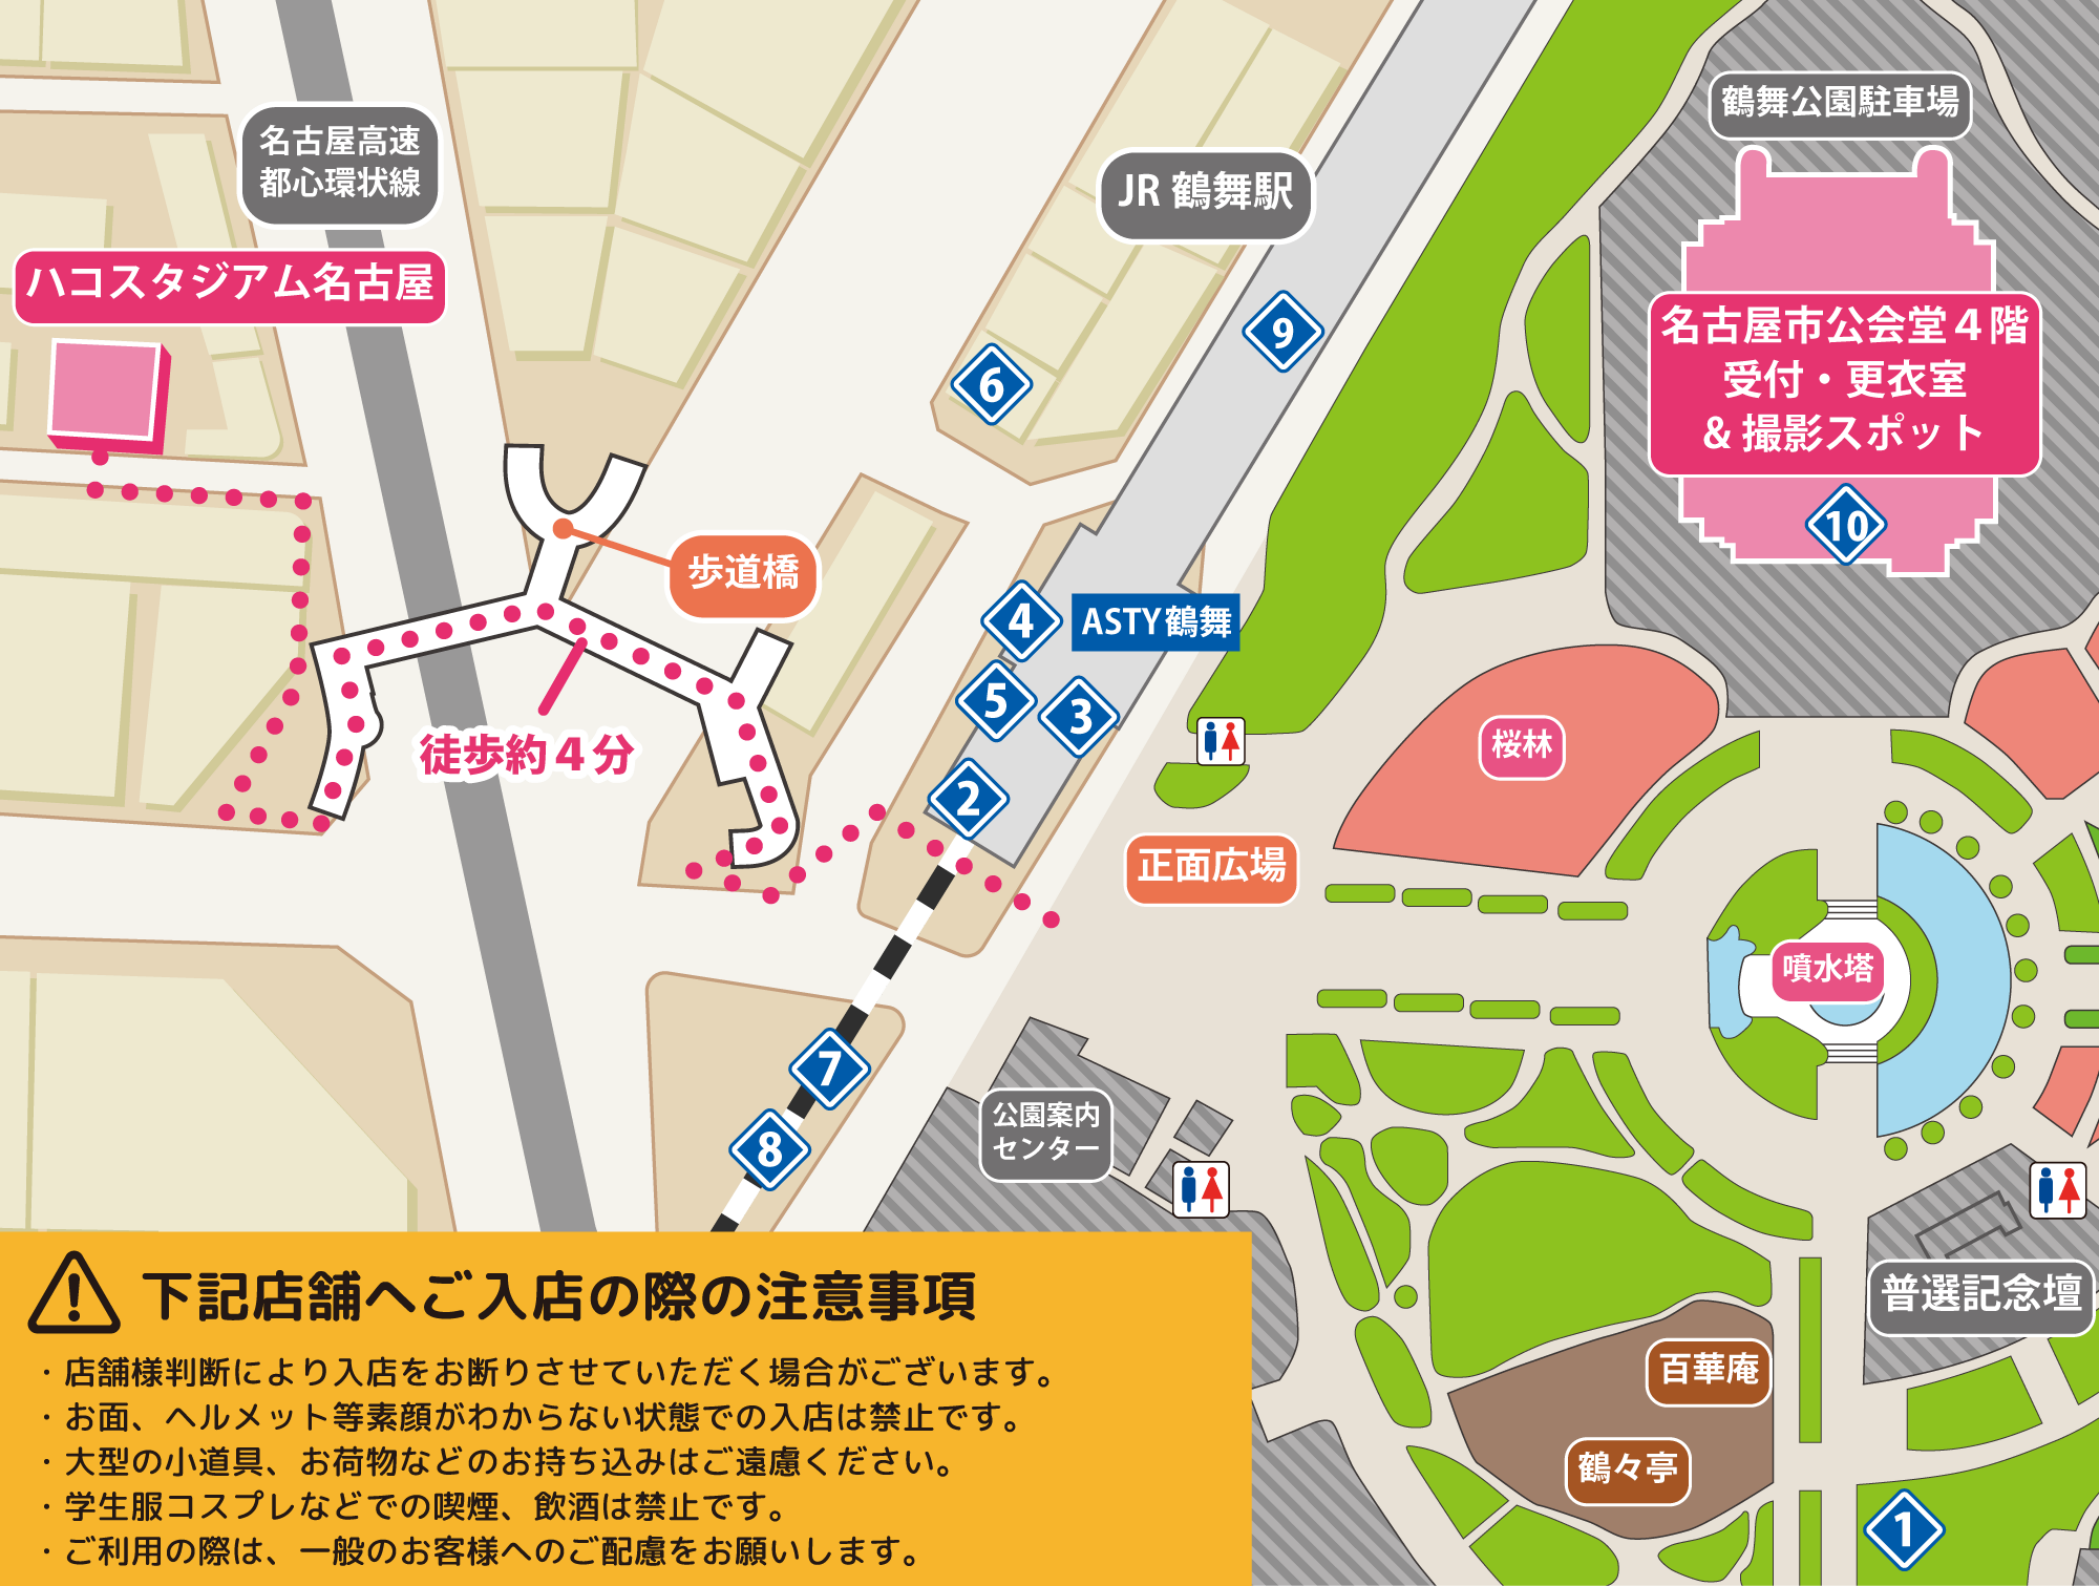 名古屋高速
都心環状線
鶴舞公園駐車場
JR 鶴舞駅
ハコスタジアム名古屋
9
名古屋市公会堂4階
受付・更衣室
&撮影スポット
6
10
歩道橋
4
ASTY鶴舞
5
3
徒歩約4分
桜林
2
正面広場
噴水塔
7
公園案内
センター
8
普選記念壇
百華庵
鶴々亭
1
下記店舗へご入店の際の注意事項
・店舗様判断により入店をお断りさせていただく場合がございます。
・お面、ヘルメット等素顔がわからない状態での入店は禁止です。
・大型の小道具、お荷物などのお持ち込みはご遠慮ください。
・学生服コスプレなどでの喫煙、飲酒は禁止です。
・ご利用の際は、一般のお客様へのご配慮をお願いします。